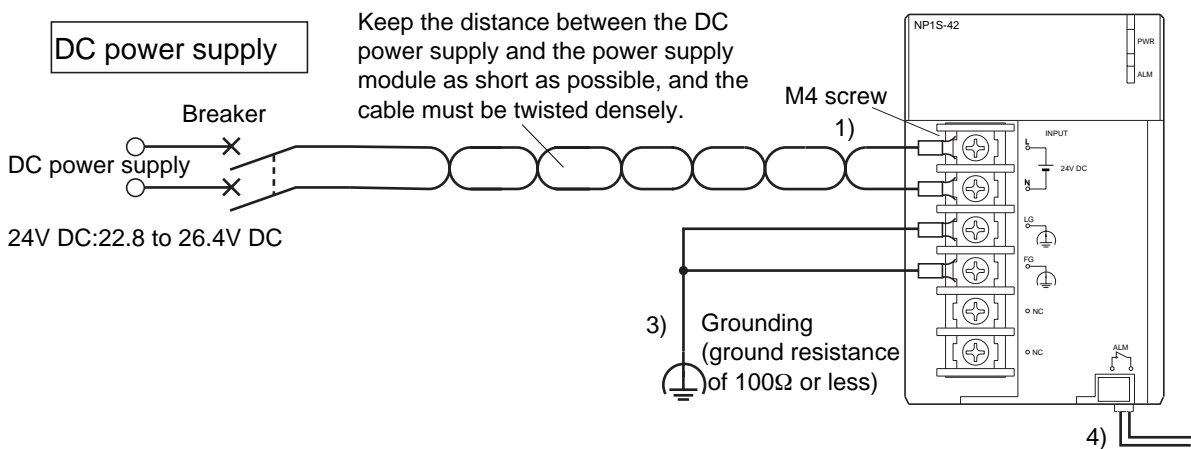 DC power supply
Keep the distance between the DC
power supply and the power supply
module as short as possible, and the
cable must be twisted densely.
NP1S-42
PWR
ALM
M4 screw
Breaker
1)
INPUT
L
DC power supply
24V DC
N
24V DC:22.8 to 26.4V DC
LG
FG
3)
Grounding
(ground resistance
of 100Ω or less)
NC
NC
ALM
4)